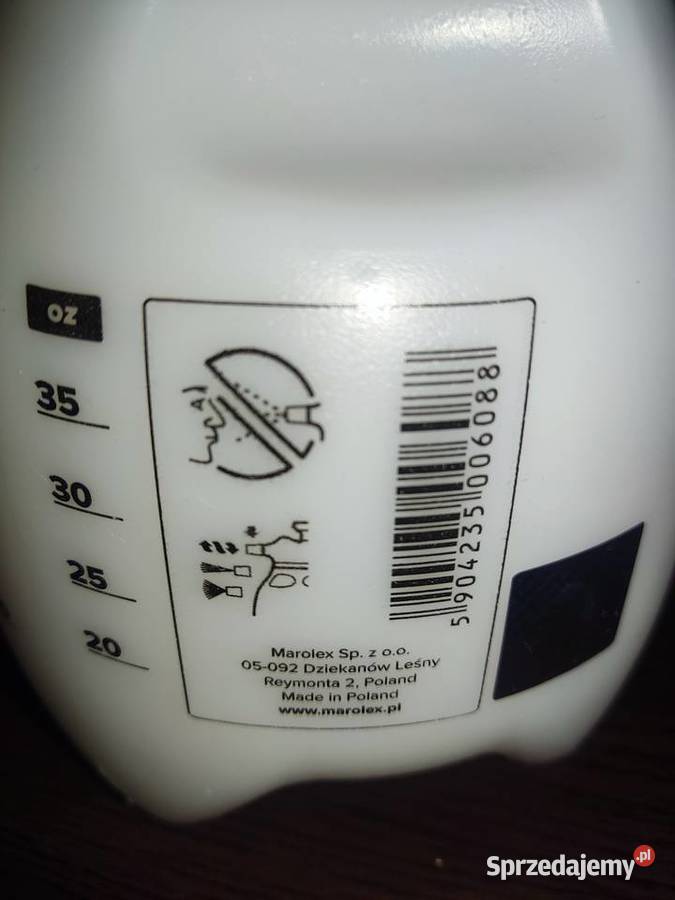 oz
35
30
25
20
5 904235 006088
Marolex Sp. z o.o.
05-092 Dziekanów Leśny
Reymonta 2, Poland
Made in Poland
www.marolex.pl
Sprzedajemy.pl